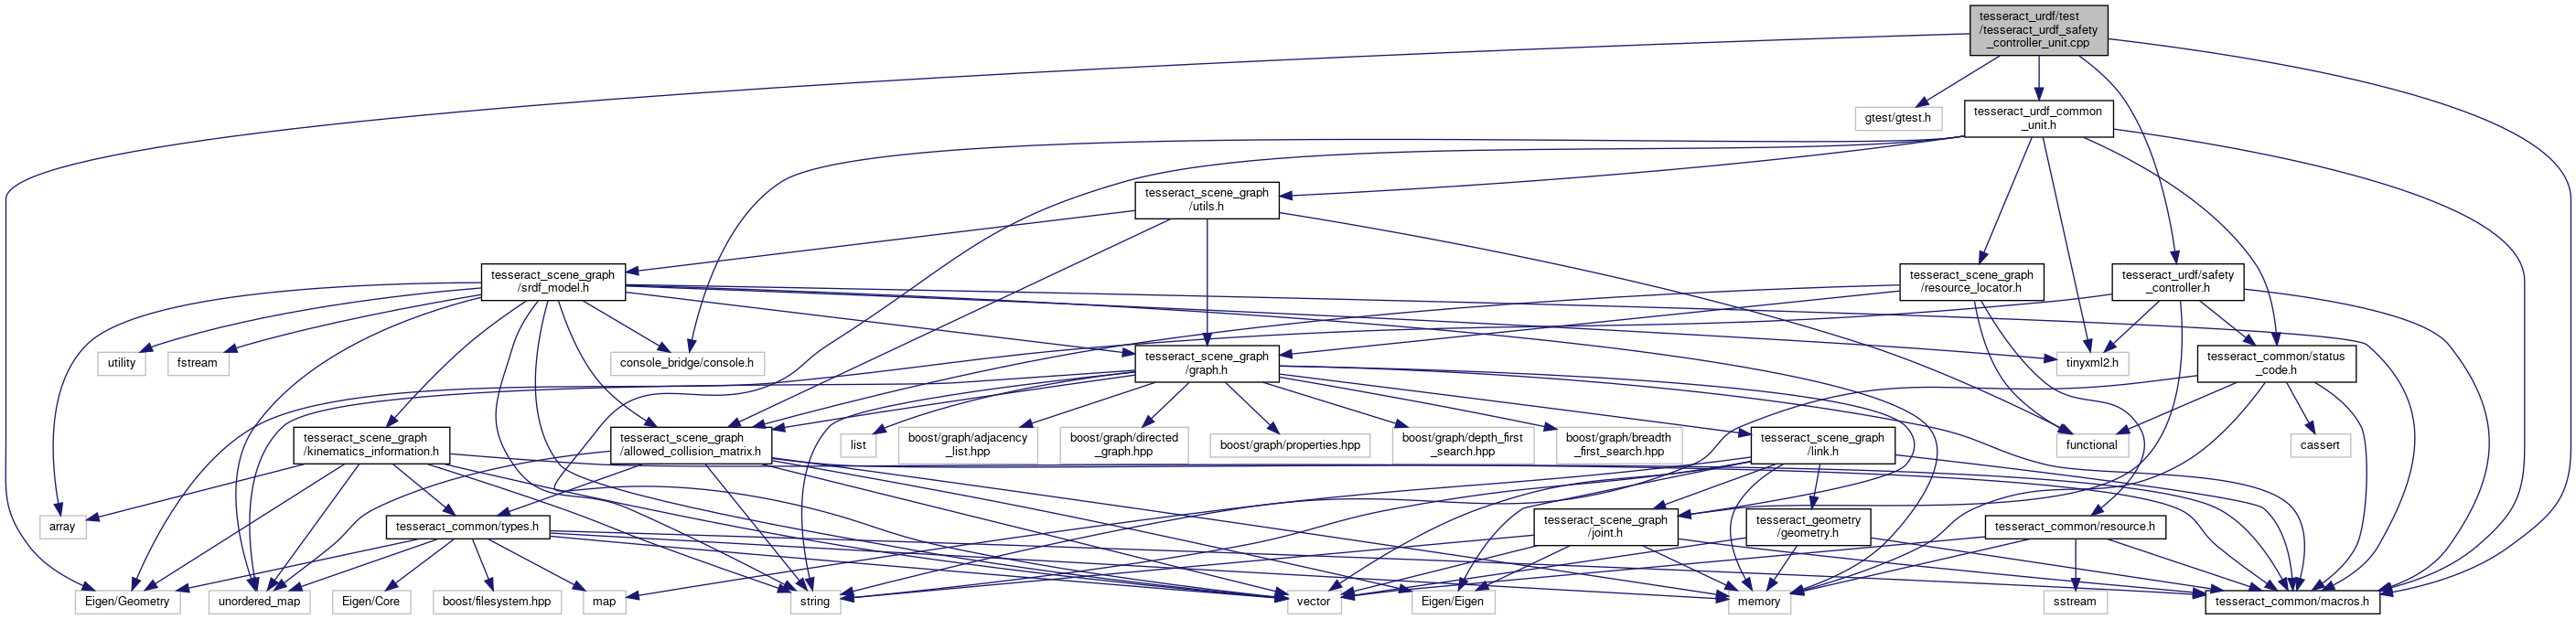 tesseract_urdf/test
/tesseract_urdf_safety
_controller_unit.cpp
gtest/gtest.h
tesseract_urdf_common
_unit.h
tesseract_scene_graph
/utils.h
tesseract_scene_graph
/srdf_model.h
tesseract_scene_graph
/resource_locator.h
tesseract_urdf/safety
_controller.h
utility
fstream
console_bridge/console.h
tesseract_scene_graph
/graph.h
tinyxml2.h
tesseract_common/status
_code.h
tesseract_scene_graph
/kinematics_information.h
tesseract_scene_graph
/allowed_collision_matrix.h
list
boost/graph/adjacency
_list.hpp
boost/graph/directed
_graph.hpp
boost/graph/properties.hpp
boost/graph/depth_first
_search.hpp
boost/graph/breadth
_first_search.hpp
tesseract_scene_graph
/link.h
functional
cassert
array
tesseract_common/types.h
tesseract_scene_graph
/joint.h
tesseract_geometry
/geometry.h
tesseract_common/resource.h
Eigen/Geometry
unordered_map
Eigen/Core
boost/filesystem.hpp
map
string
vector
Eigen/Eigen
memory
sstream
tesseract_common/macros.h